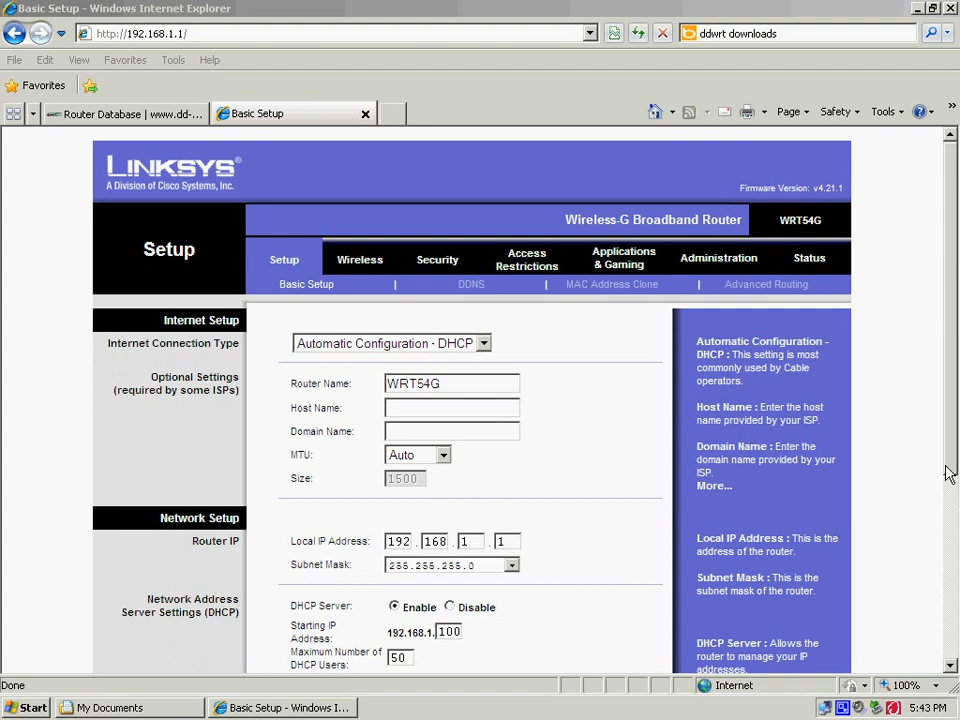 Basic Setup - Windows Internet Explorer
http://192.168.1.1/
ddwrt downloads
File Edit View Favorites Tools Help
Favorites
Router Database | www.dd-...
Basic Setup
Page
Safety
Tools
LINKSYS®
A Division of Cisco Systems, Inc.
Firmware Version: v4.21.1
Wireless-G Broadband Router
WRT54G
Setup
Setup
Wireless
Security
Access Restrictions
Applications & Gaming
Administration
Status
Basic Setup | DDNS | MAC Address Clone | Advanced Routing
Internet Setup
Internet Connection Type
Automatic Configuration - DHCP
Optional Settings
(required by some ISPs)
Router Name: WRT54G
Host Name:
Domain Name:
MTU: Auto
Size: 1500
Network Setup
Router IP
Local IP Address: 192 . 168 . 1 . 1
Subnet Mask: 255.255.255.0
Network Address
Server Settings (DHCP)
DHCP Server: Enable Disable
Starting IP
Address:
192.168.1. 100
Maximum Number of
DHCP Users:
50
Automatic Configuration -
DHCP : This setting is most
commonly used by Cable
operators.
Host Name : Enter the host
name provided by your ISP.
Domain Name : Enter the
domain name provided by your
ISP.
More...
Local IP Address : This is the
address of the router.
Subnet Mask : This is the
subnet mask of the router.
DHCP Server : Allows the
router to manage your IP
addresses.
Done
Internet
100%
Start
My Documents
Basic Setup - Windows I...
5:43 PM